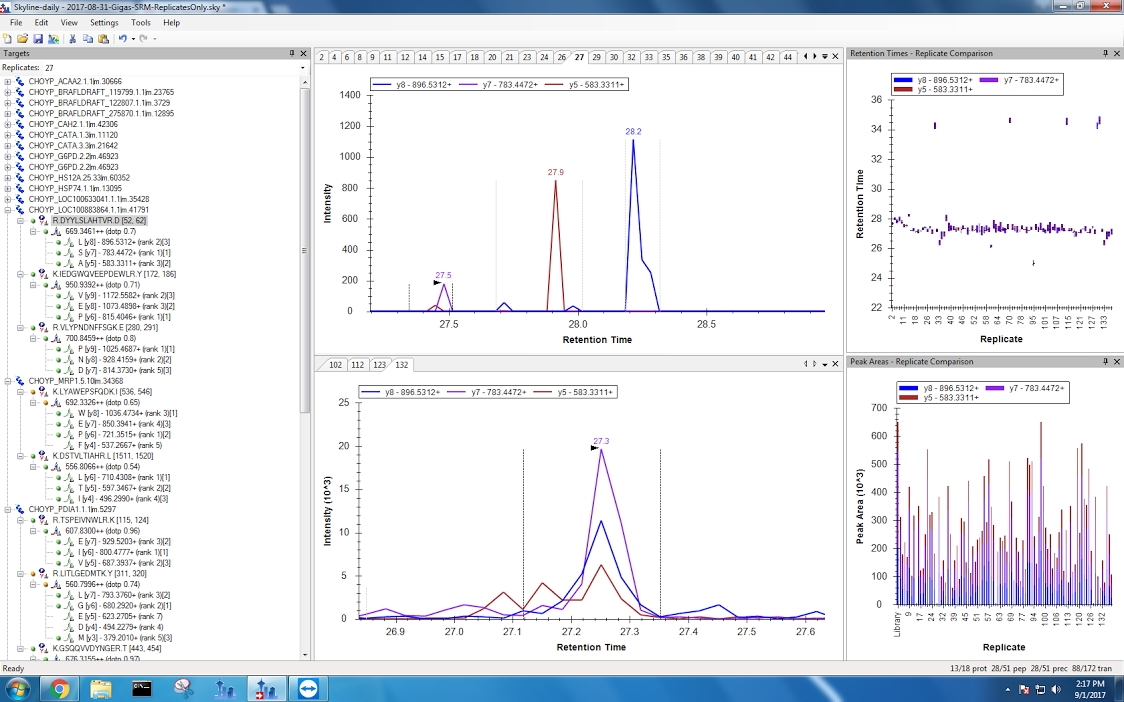 Skyline-daily - 2017-08-31-Gigas-SRM-ReplicatesOnly.sky *
File Edit View Settings Tools Help
Targets
Replicates: 27
CHOYP_ACAA2.1.1|m.30666
CHOYP_BRAFLDRAFT_119799.1.1|m.23765
CHOYP_BRAFLDRAFT_122807.1.1|m.3729
CHOYP_BRAFLDRAFT_275870.1.1|m.12895
CHOYP_CAH2.1.1|m.42306
CHOYP_CATA.1.3|m.11120
CHOYP_CATA.3.3|m.21642
CHOYP_G6PD.2.2|m.46923
CHOYP_G6PD.2.2|m.46923
CHOYP_HS12A.25.33|m.60352
CHOYP_HSP74.1.1|m.13095
CHOYP_LOC100633041.1.1|m.35428
CHOYP_LOC100883864.1.1|m.41791
R.DYYLSLAHTVR.D [52, 62]
669.3461++ (dotp 0.7)
L [y8] - 896.5312+ (rank 2)[3]
S [y7] - 783.4472+ (rank 1)[1]
A [y5] - 583.3311+ (rank 3)[2]
K.IEDGWQVEEPDEWLR.Y [172, 186]
950.9392++ (dotp 0.71)
V [y9] - 1172.5582+ (rank 2)[3]
E [y8] - 1073.4898+ (rank 3)[2]
P [y6] - 815.4046+ (rank 1)[1]
R.VLYPNDNFFSGK.E [280, 291]
700.8459++ (dotp 0.8)
P [y9] - 1025.4687+ (rank 1)[1]
N [y8] - 928.4159+ (rank 2)[2]
D [y7] - 814.3730+ (rank 5)[3]
CHOYP_MRP1.5.10|m.34368
K.LYAWEPSFQDK.I [536, 546]
692.3326++ (dotp 0.65)
W [y8] - 1036.4734+ (rank 3)[1]
E [y7] - 850.3941+ (rank 4)[3]
P [y6] - 721.3515+ (rank 1)[2]
F [y4] - 537.2667+ (rank 5)
K.DSTVLTIAHR.L [1511, 1520]
556.8066++ (dotp 0.54)
L [y6] - 710.4308+ (rank 1)[1]
T [y5] - 597.3467+ (rank 2)[2]
I [y4] - 496.2990+ (rank 4)[3]
CHOYP_PDIA1.1.1|m.5297
R.TSPEIVNWLR.K [115, 124]
607.8300++ (dotp 0.96)
E [y7] - 929.5203+ (rank 3)[2]
I [y6] - 800.4777+ (rank 1)[1]
V [y5] - 687.3937+ (rank 2)[3]
R.LITLGEDMTK.Y [311, 320]
560.7996++ (dotp 0.74)
L [y7] - 793.3760+ (rank 3)[2]
G [y6] - 680.2920+ (rank 2)[1]
E [y5] - 623.2705+ (rank 7)
D [y4] - 494.2279+ (rank 4)
M [y3] - 379.2010+ (rank 5)[3]
K.GSQQVVDYNGER.T [443, 454]
676.3155++ (dotp 0.97)
2 4 6 8 9 11 12 14 15 17 18 20 21 23 24 26 27 29 30 32 33 35 36 38 39 40 41 42 43 44
y8 - 896.5312+ y7 - 783.4472+ y5 - 583.3311+
1400
1200
1000
800
600
400
200
0
Intensity
28.2
27.9
27.5
27.5 28.0 28.5
Retention Time
102 112 123 132
y8 - 896.5312+ y7 - 783.4472+ y5 - 583.3311+
25
20
15
10
5
0
Intensity (10^3)
27.3
26.9 27.0 27.1 27.2 27.3 27.4 27.5 27.6
Retention Time
Retention Times - Replicate Comparison
y8 - 896.5312+ y7 - 783.4472+
y5 - 583.3311+
36
34
32
30
28
26
24
22
Retention Time
2 11 18 26 33 40 46 52 58 64 70 78 86 95 101 107 115 121 127 133
Replicate
Peak Areas - Replicate Comparison
y8 - 896.5312+ y7 - 783.4472+
y5 - 583.3311+
700
600
500
400
300
200
100
0
Peak Area (10^3)
Library 9 17 24 32 39 45 51 57 63 69 77 94 100 106 114 120 126 132
Replicate
Ready
13/18 prot 28/51 pep 28/51 prec 88/172 tran
2:17 PM
9/1/2017